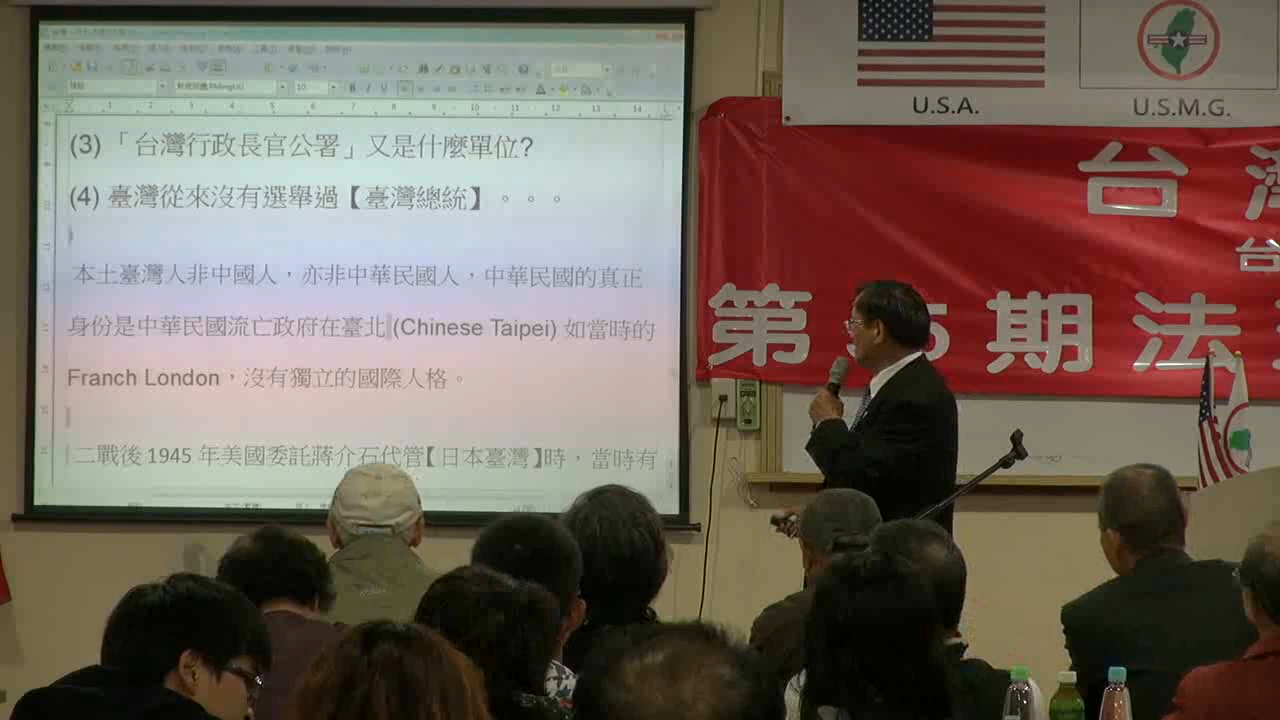 (3) 「台灣行政長官公署」又是什麼單位?
(4) 臺灣從來沒有選舉過【臺灣總統】。。。
本土臺灣人非中國人，亦非中華民國人，中華民國的真正
身份是中華民國流亡政府在臺北 (Chinese Taipei) 如當時的
Franch London，沒有獨立的國際人格。
二戰後 1945 年美國委託蔣介石代管【日本臺灣】時，當時有
U.S.A.
U.S.M.G.
台灣
台
第 5期法